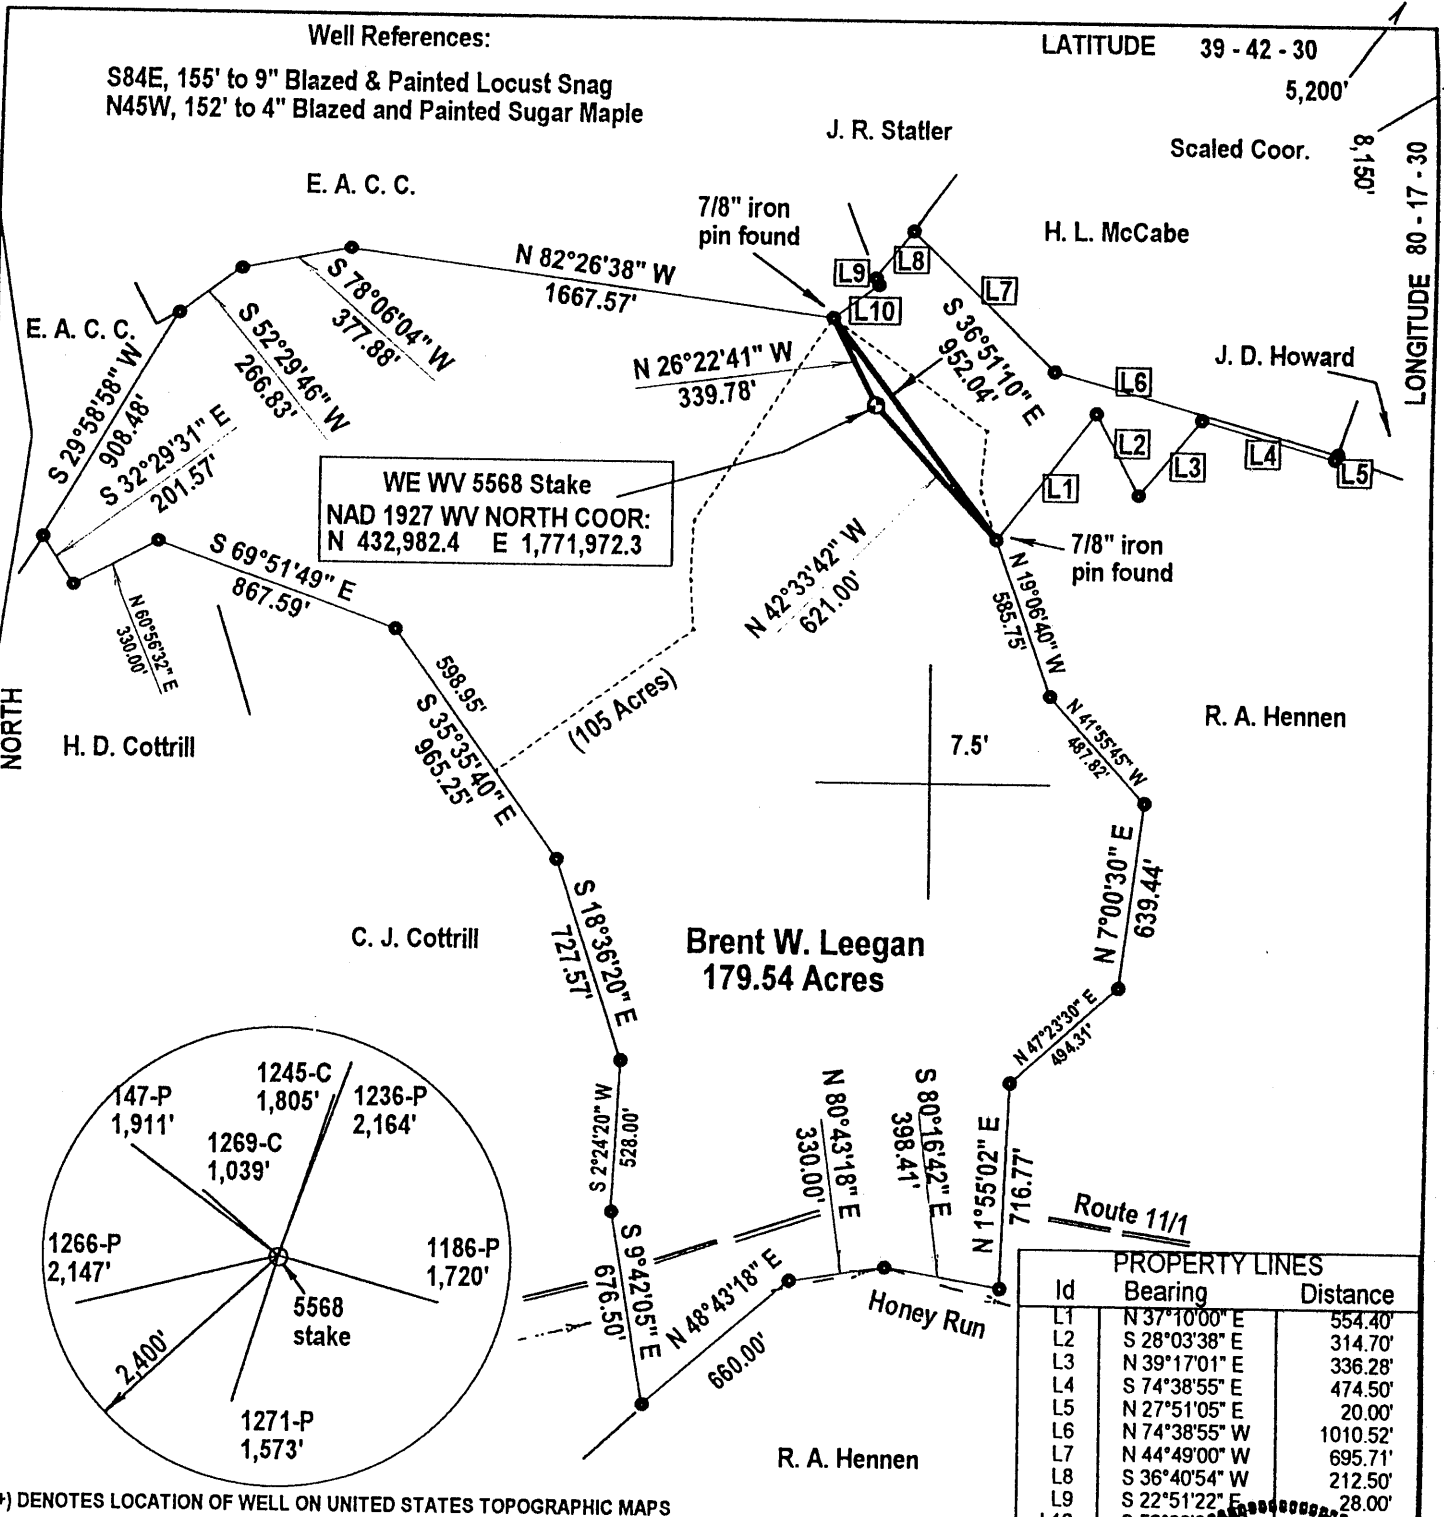 Well References:
S84E, 155' to 9" Blazed & Painted Locust Snag
N45W, 152' to 4" Blazed and Painted Sugar Maple
LATITUDE 39 - 42 - 30
5,200'
Scaled Coor.
8,150'
LONGITUDE 80 - 17 - 30
J. R. Statler
E. A. C. C.
7/8" iron
pin found
H. L. McCabe
N 82°26'38" W
1667.57'
L9
L8
L10
L7
S 36°51'10" E
952.04'
S 78°06'04" W
377.88'
E. A. C. C.
S 52°29'46" W
266.83'
N 26°22'41" W
339.78'
J. D. Howard
L6
L2
L1
L3
L4
L5
S 29°58'58" W
908.48'
S 32°29'31" E
201.57'
WE WV 5568 Stake
NAD 1927 WV NORTH COOR:
N 432,982.4 E 1,771,972.3
S 69°51'49" E
867.59'
N 42°33'42" W
621.00'
7/8" iron
pin found
N 60°56'32" E
330.00'
N 19°06'40" W
585.75'
NORTH
H. D. Cottrill
598.95'
S 35°35'40" E
965.25'
(105 Acres)
7.5'
R. A. Hennen
N 41°55'45" W
487.82'
N 7°00'30" E
639.44'
C. J. Cottrill
S 18°36'20" E
727.57'
Brent W. Leegan
179.54 Acres
N 47°23'30" E
494.31'
147-P
1,911'
1245-C
1,805'
1236-P
2,164'
1269-C
1,039'
1266-P
2,147'
1186-P
1,720'
5568
stake
2,400'
1271-P
1,573'
S 2°24'20" W
528.00'
N 80°43'18" E
330.00'
S 80°16'42" E
398.41'
N 1°55'02" E
716.77'
S 9°42'05" E
676.50'
N 48°43'18" E
660.00'
Honey Run
Route 11/1
R. A. Hennen
PROPERTY LINES
Id Bearing Distance
L1 N 37°10'00" E 554.40'
L2 S 28°03'38" E 314.70'
L3 N 39°17'01" E 336.28'
L4 S 74°38'55" E 474.50'
L5 N 27°51'05" E 20.00'
L6 N 74°38'55" W 1010.52'
L7 N 44°49'00" W 695.71'
L8 S 36°40'54" W 212.50'
L9 S 22°51'22" E 28.00'
+) DENOTES LOCATION OF WELL ON UNITED STATES TOPOGRAPHIC MAPS